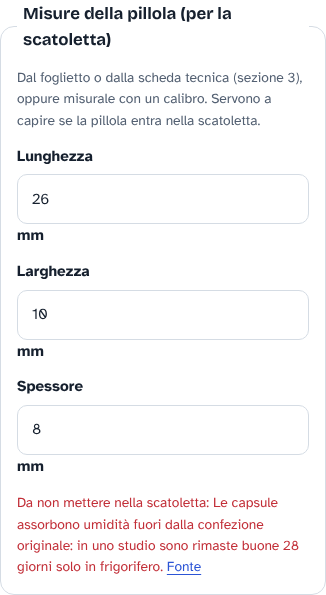 Misure della pillola (per la
scatoletta)
Dal foglietto o dalla scheda tecnica (sezione 3),
oppure misurale con un calibro. Servono a
capire se la pillola entra nella scatoletta.
Lunghezza
26
mm
Larghezza
10
mm
Spessore
8
mm
Da non mettere nella scatoletta: Le capsule
assorbono umidità fuori dalla confezione
originale: in uno studio sono rimaste buone 28
giorni solo in frigorifero. Fonte